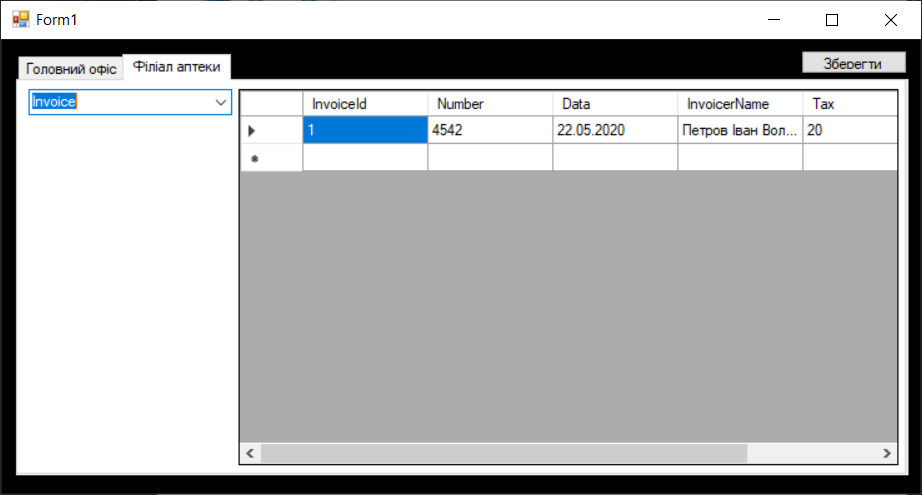 Form1
Головний офіс Філіал аптеки Зберегти
Invoice
InvoiceId Number Data InvoicerName Tax
1 4542 22.05.2020 Петров Іван Вол... 20